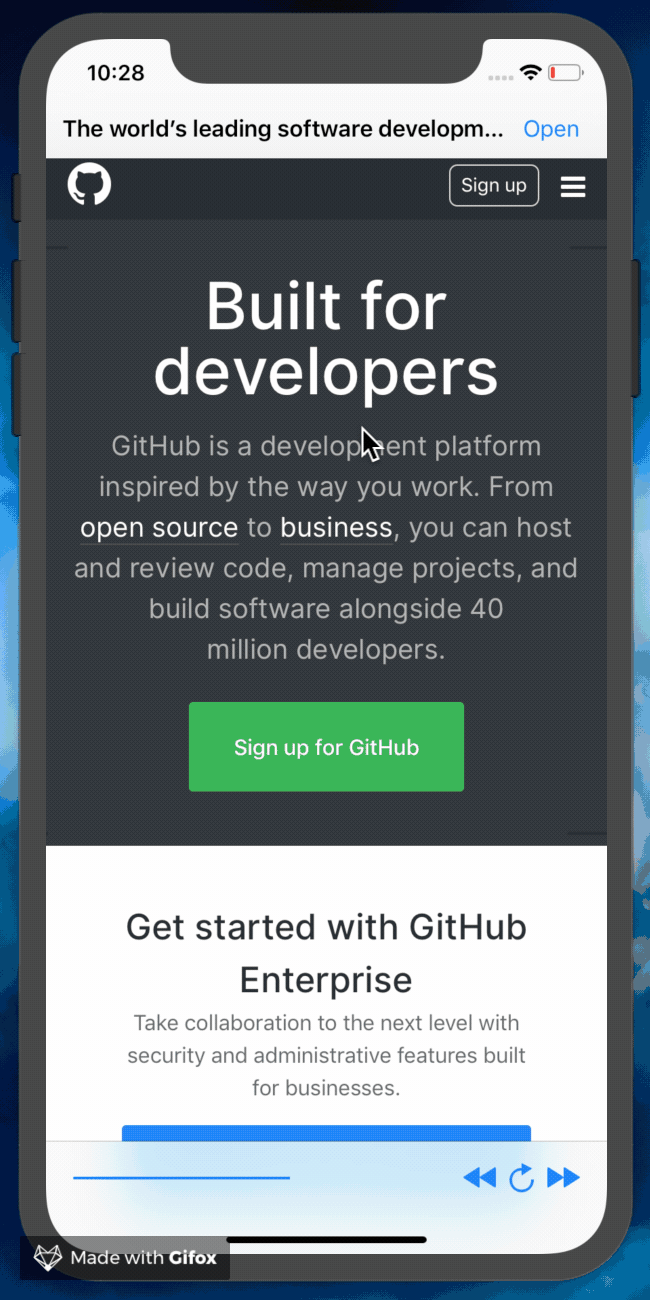 10:28
The world’s leading software developm... Open
Sign up
Built for
developers
GitHub is a development platform
inspired by the way you work. From
open source to business, you can host
and review code, manage projects, and
build software alongside 40
million developers.
Sign up for GitHub
Get started with GitHub
Enterprise
Take collaboration to the next level with
security and administrative features built
for businesses.
Made with Gifox